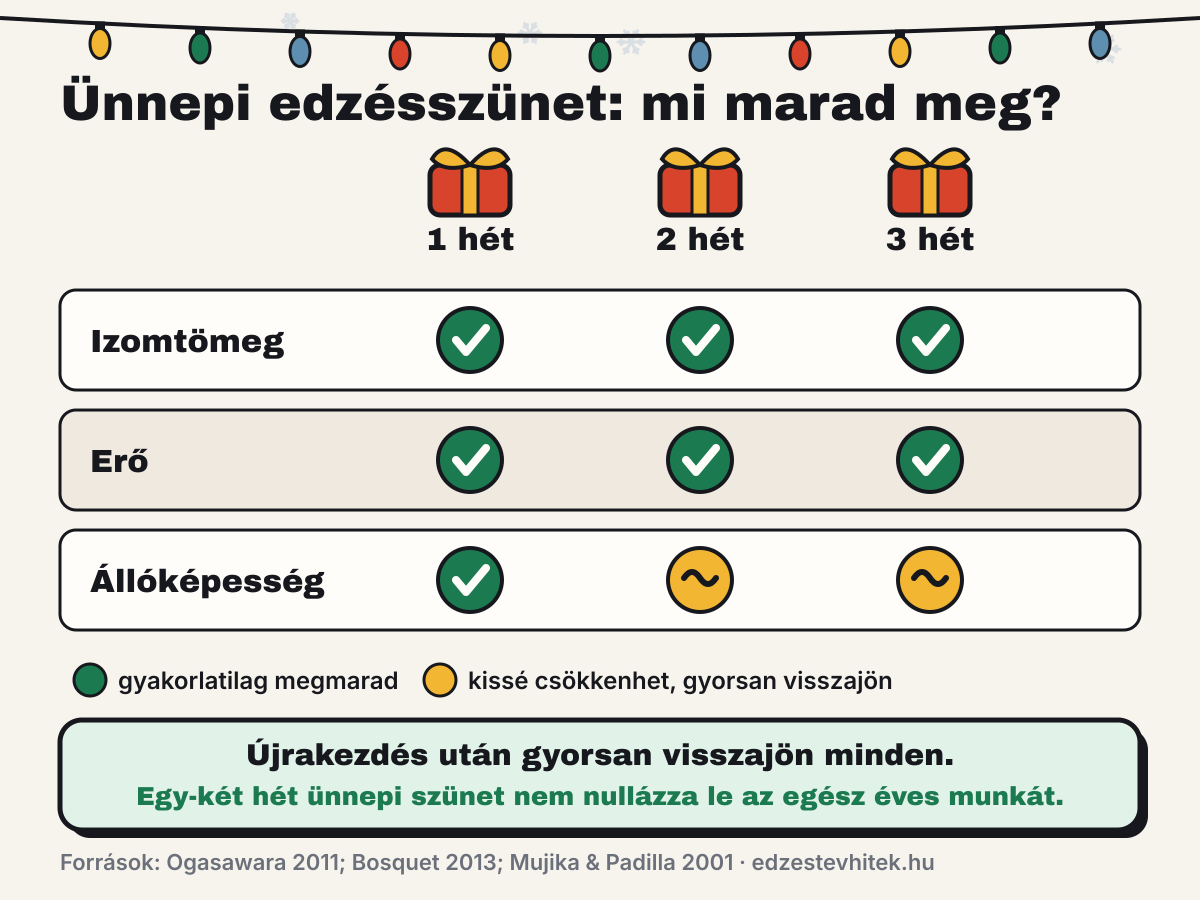 Ünnepi edzésszünet: mi marad meg?
1 hét 2 hét 3 hét
Izomtömeg
Erő
Állóképesség
gyakorlatilag megmarad kissé csökkenhet, gyorsan visszajön
Újrakezdés után gyorsan visszajön minden.
Egy-két hét ünnepi szünet nem nullázza le az egész éves munkát.
Források: Ogasawara 2011; Bosquet 2013; Mujika & Padilla 2001 · edzestevhitek.hu